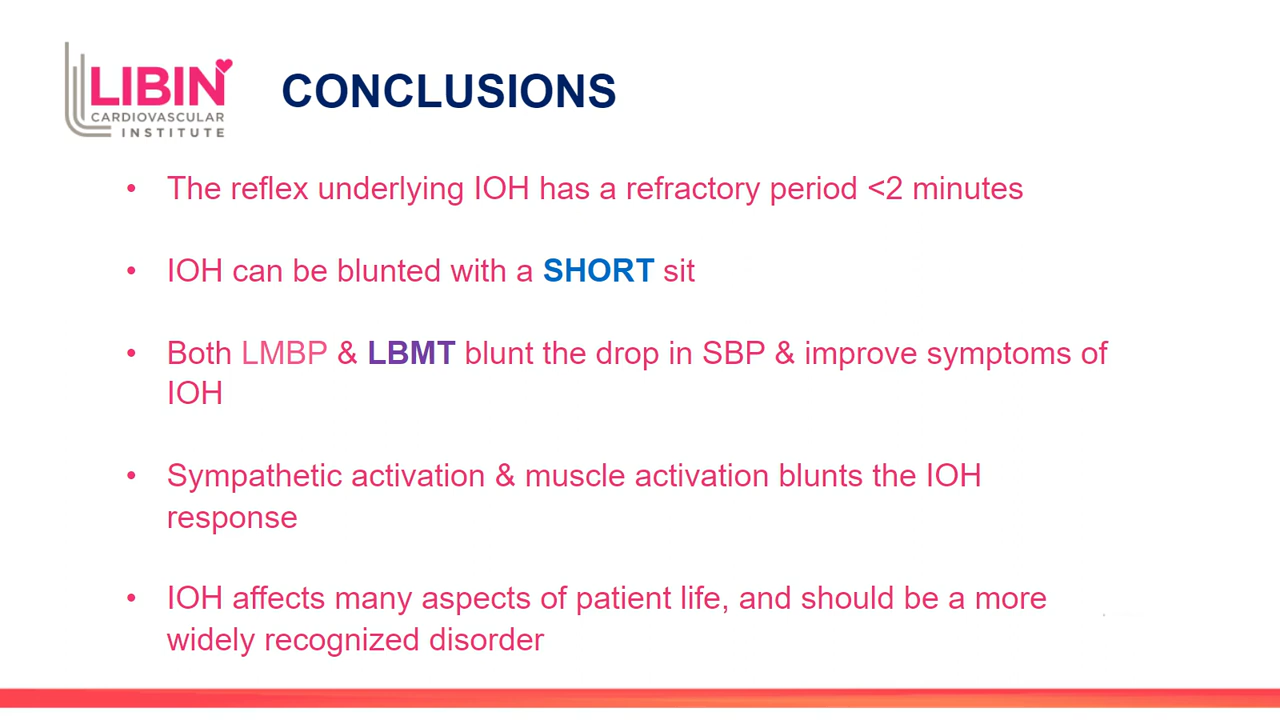 LIBIN
CARDIOVASCULAR
INSTITUTE
CONCLUSIONS
• The reflex underlying IOH has a refractory period <2 minutes
• IOH can be blunted with a SHORT sit
• Both LMBP & LBMT blunt the drop in SBP & improve symptoms of
IOH
• Sympathetic activation & muscle activation blunts the IOH
response
• IOH affects many aspects of patient life, and should be a more
widely recognized disorder